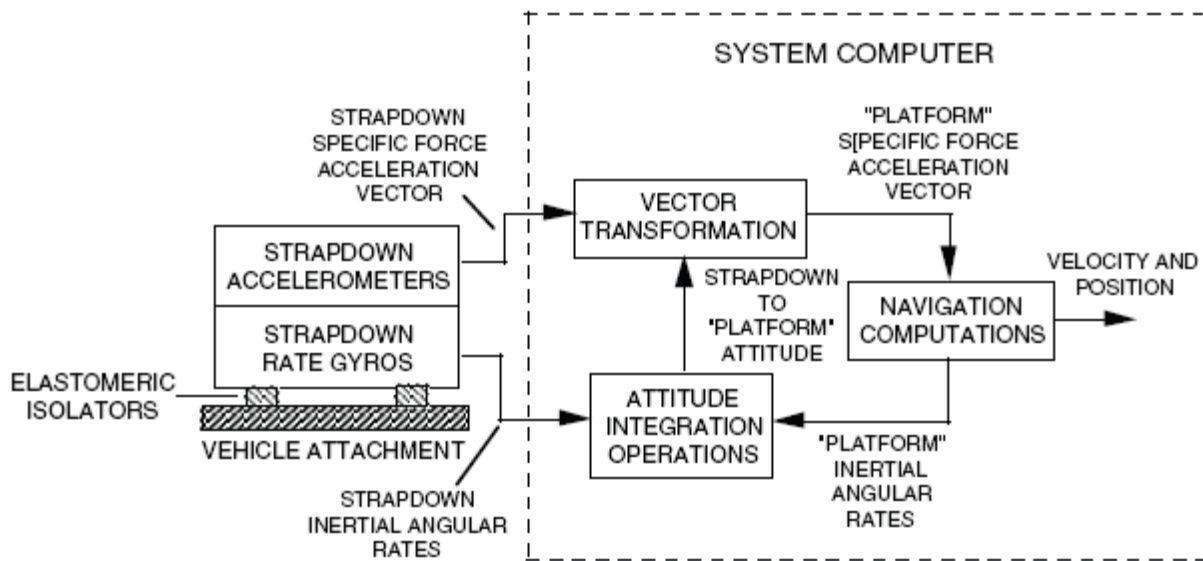 SYSTEM COMPUTER
STRAPDOWN
SPECIFIC FORCE
ACCELERATION
VECTOR
"PLATFORM"
S[PECIFIC FORCE
ACCELERATION
VECTOR
VECTOR
TRANSFORMATION
STRAPDOWN
ACCELEROMETERS
STRAPDOWN
RATE GYROS
STRAPDOWN
TO
"PLATFORM"
ATTITUDE
NAVIGATION
COMPUTATIONS
VELOCITY AND
POSITION
ELASTOMERIC
ISOLATORS
VEHICLE ATTACHMENT
ATTITUDE
INTEGRATION
OPERATIONS
"PLATFORM"
INERTIAL
ANGULAR
RATES
STRAPDOWN
INERTIAL ANGULAR
RATES